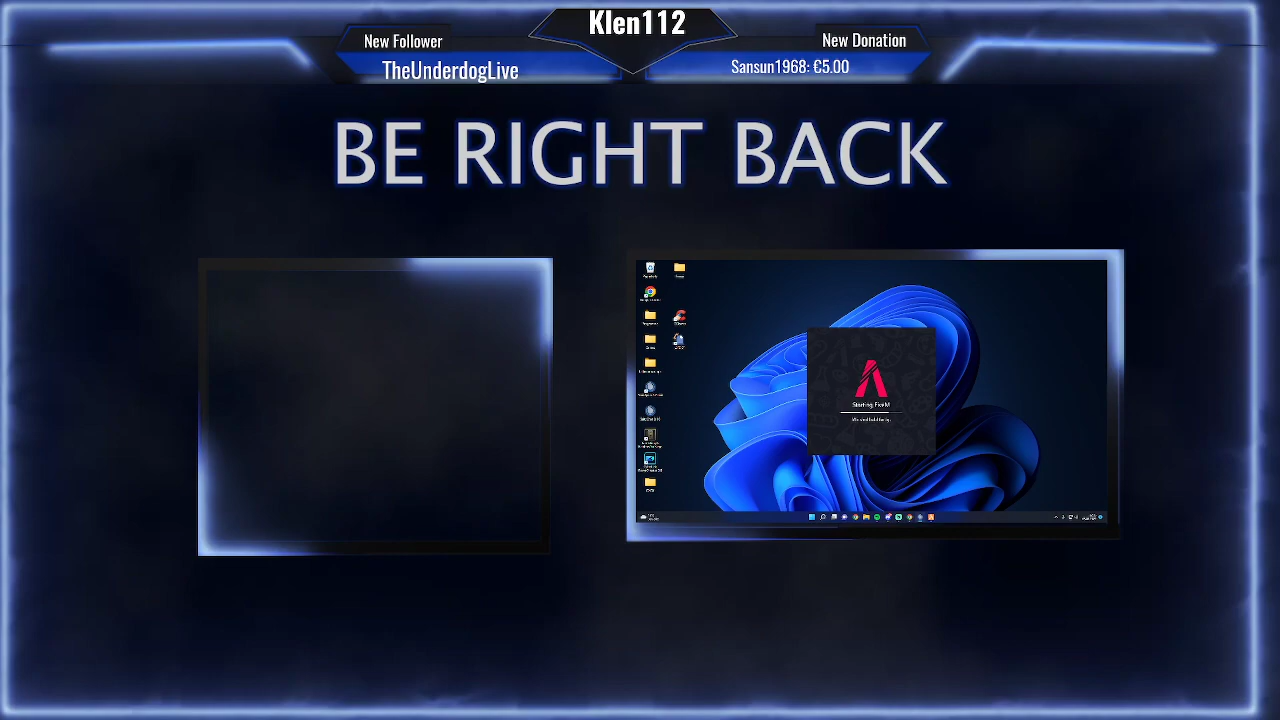 Klen112
New Follower
New Donation
TheUnderdogLive
Sansun1968: €5.00
BE RIGHT BACK
Starting FiveM